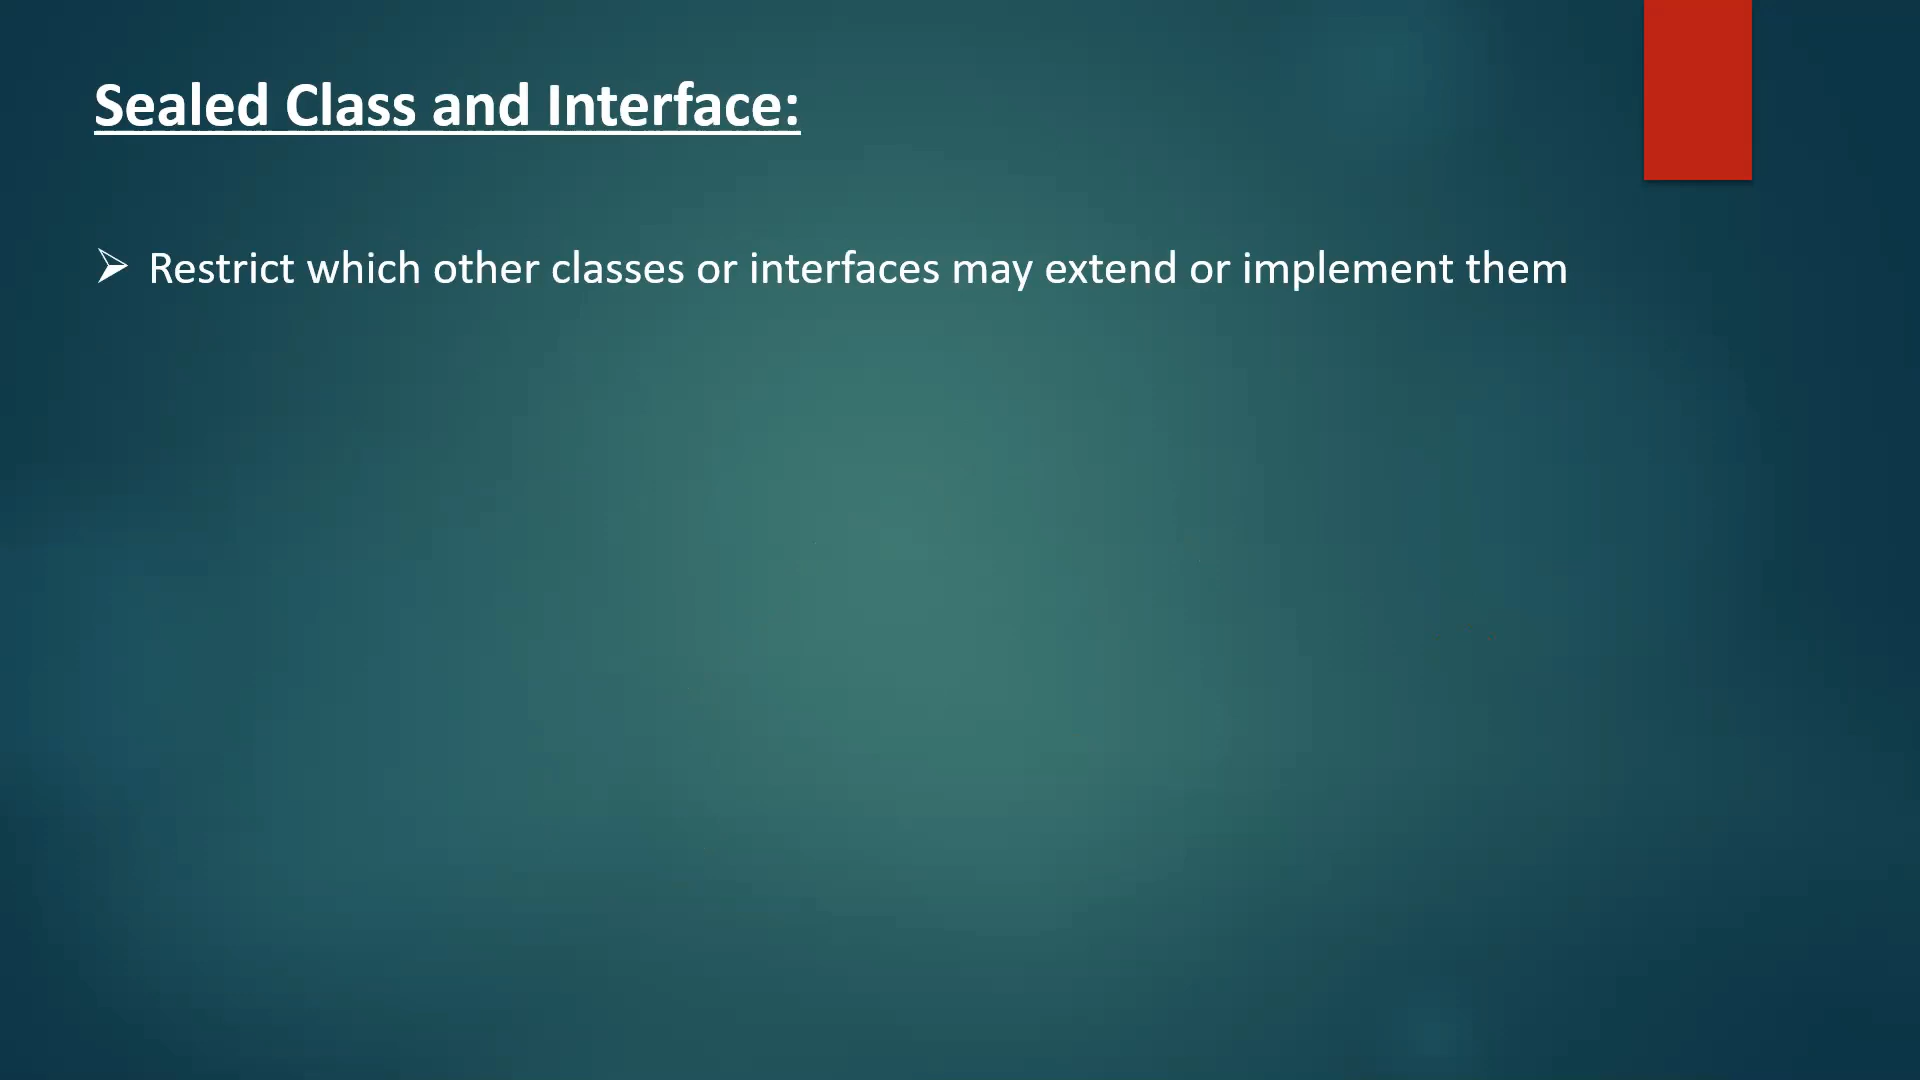 Sealed Class and Interface:
Restrict which other classes or interfaces may extend or implement them